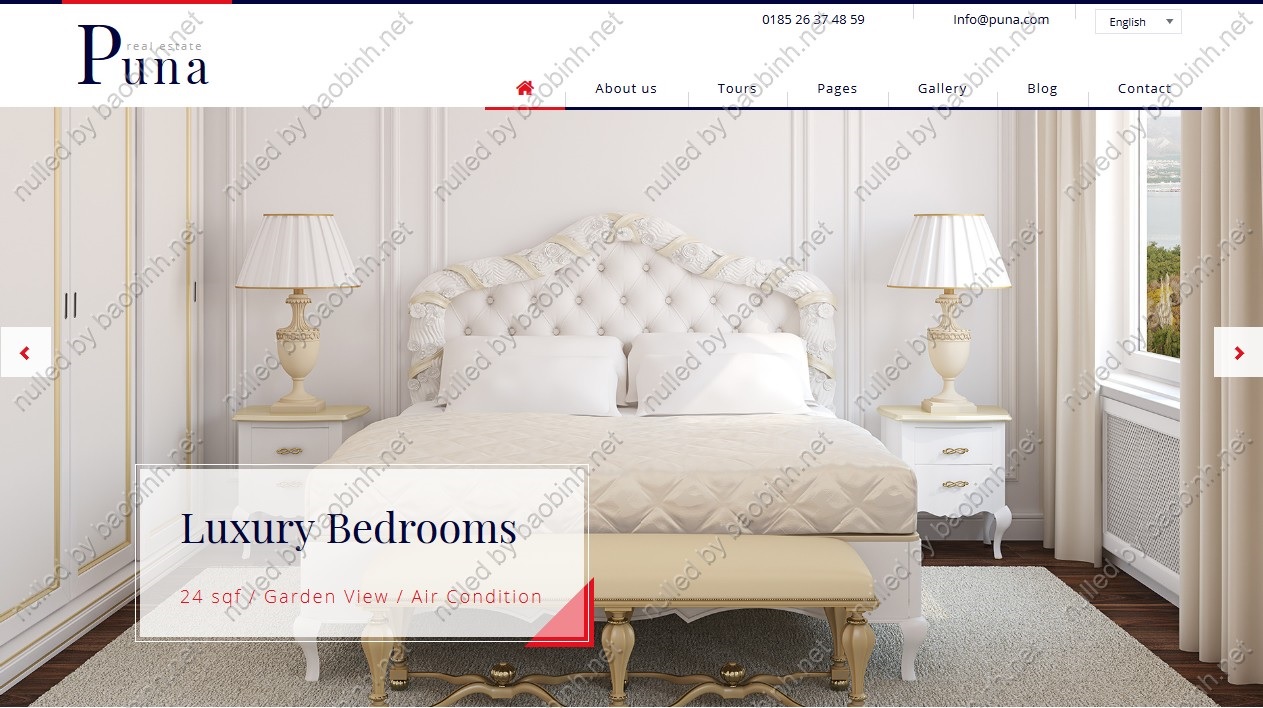 0185 26 37 48 59
Info@puna.com
English
real estate
Puna
About us
Tours
Pages
Gallery
Blog
Contact
Luxury Bedrooms
24 sqf / Garden View / Air Condition
nulled by baobinh.net